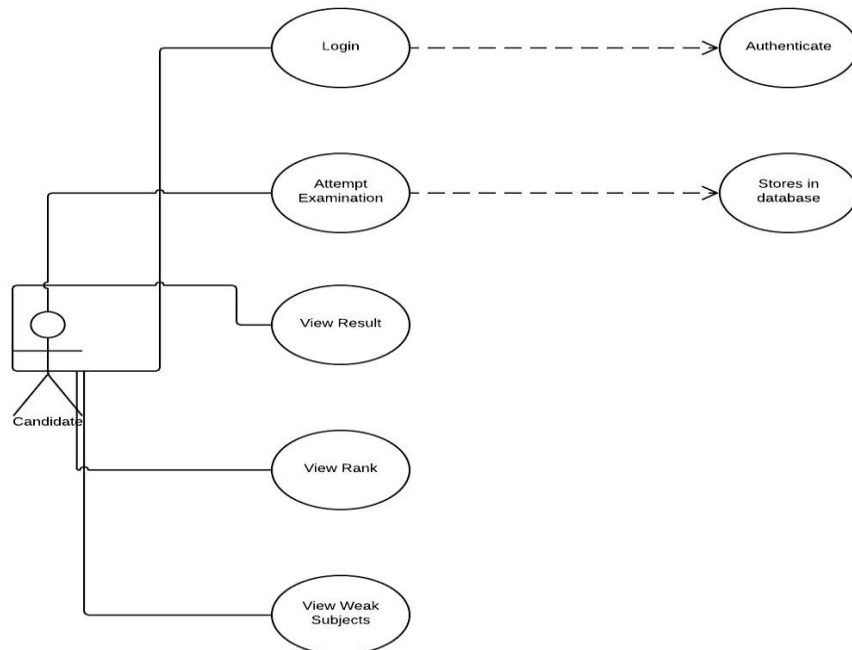 Login
Authenticate
Attempt
Examination
Stores in
database
View Result
Candidate
View Rank
View Weak
Subjects